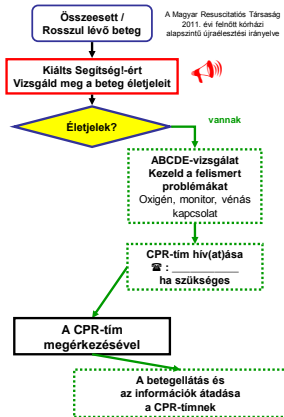 Összeesett /
Rosszul lévő beteg
A Magyar Resuscitatiós Társaság
2011. évi felnőtt kórházi
alapszintű újraélesztési irányelve
Kiálts Segítség!-ért
Vizsgáld meg a beteg életjeleit
Életjelek?
vannak
ABCDE-vizsgálat
Kezeld a felismert
problémákat
Oxigén, monitor, vénás
kapcsolat
CPR-tím hív(at)ása
☎ : ____________
ha szükséges
A CPR-tím
megérkezésével
A betegellátás és
az információk átadása
a CPR-tímnek